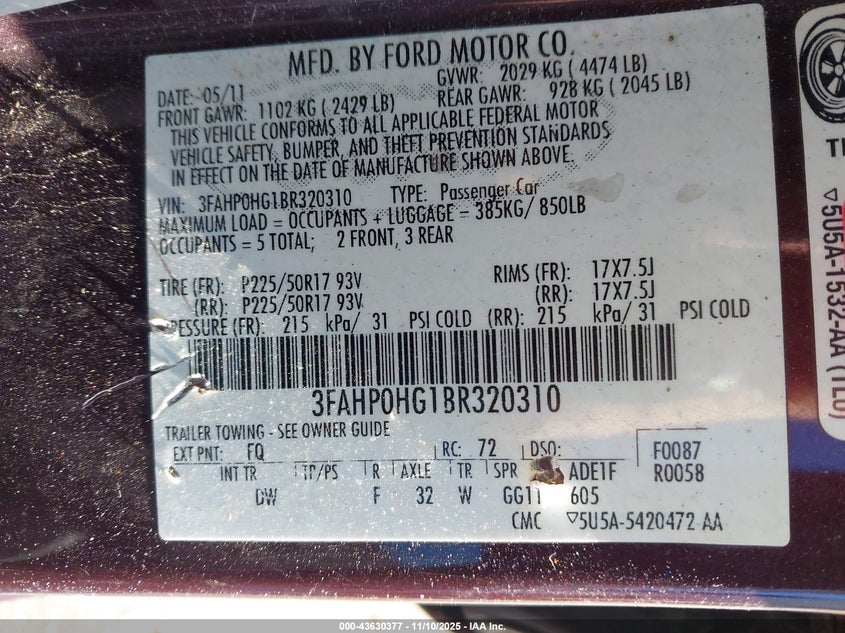 MFD. BY FORD MOTOR CO.
DATE: 05/11 GVWR: 2029 KG ( 4474 LB)
FRONT GAWR: 1102 KG ( 2429 LB) REAR GAWR: 928 KG ( 2045 LB)
THIS VEHICLE CONFORMS TO ALL APPLICABLE FEDERAL MOTOR
VEHICLE SAFETY, BUMPER, AND THEFT PREVENTION STANDARDS
IN EFFECT ON THE DATE OF MANUFACTURE SHOWN ABOVE.
VIN: 3FAHP0HG1BR320310 TYPE: Passenger Car
MAXIMUM LOAD = OCCUPANTS + LUGGAGE = 385KG/ 850LB
OCCUPANTS = 5 TOTAL; 2 FRONT, 3 REAR
TIRE (FR): P225/50R17 93V RIMS (FR): 17X7.5J
(RR): P225/50R17 93V (RR): 17X7.5J
PRESSURE (FR): 215 kPa/ 31 PSI COLD (RR): 215 kPa/ 31 PSI COLD
3FAHP0HG1BR320310
TRAILER TOWING - SEE OWNER GUIDE
EXT PNT: FQ RC: 72 DSO: F0087
INT TR TP/PS R AXLE TR SPR ADE1F R0058
DW F 32 W GG11 605
CMC ▽5U5A-5420472 AA
▽5U5A-1532-AA (TLU)
000-43630377 - 11/10/2025 - IAA Inc.